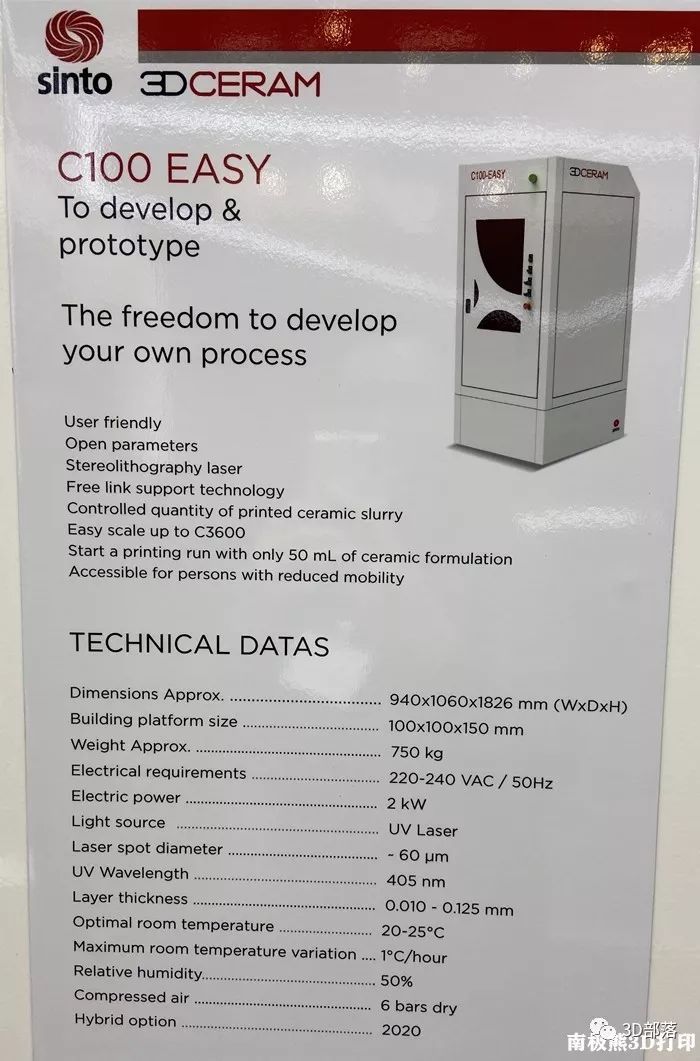 sinto
3DCERAM
C100 EASY
To develop &
prototype
C100-EASY
3DCERAM
sinto
The freedom to develop
your own process
User friendly
Open parameters
Stereolithography laser
Free link support technology
Controlled quantity of printed ceramic slurry
Easy scale up to C3600
Start a printing run with only 50 mL of ceramic formulation
Accessible for persons with reduced mobility
TECHNICAL DATAS
Dimensions Approx. .......... 940x1060x1826 mm (WxDxH)
Building platform size .......... 100x100x150 mm
Weight Approx. .......... 750 kg
Electrical requirements .......... 220-240 VAC / 50Hz
Electric power .......... 2 kW
Light source .......... UV Laser
Laser spot diameter .......... ~ 60 µm
UV Wavelength .......... 405 nm
Layer thickness .......... 0.010 - 0.125 mm
Optimal room temperature .......... 20-25°C
Maximum room temperature variation .... 1°C/hour
Relative humidity.......... 50%
Compressed air .......... 6 bars dry
Hybrid option .......... 2020
3D部落
南极熊3D打印